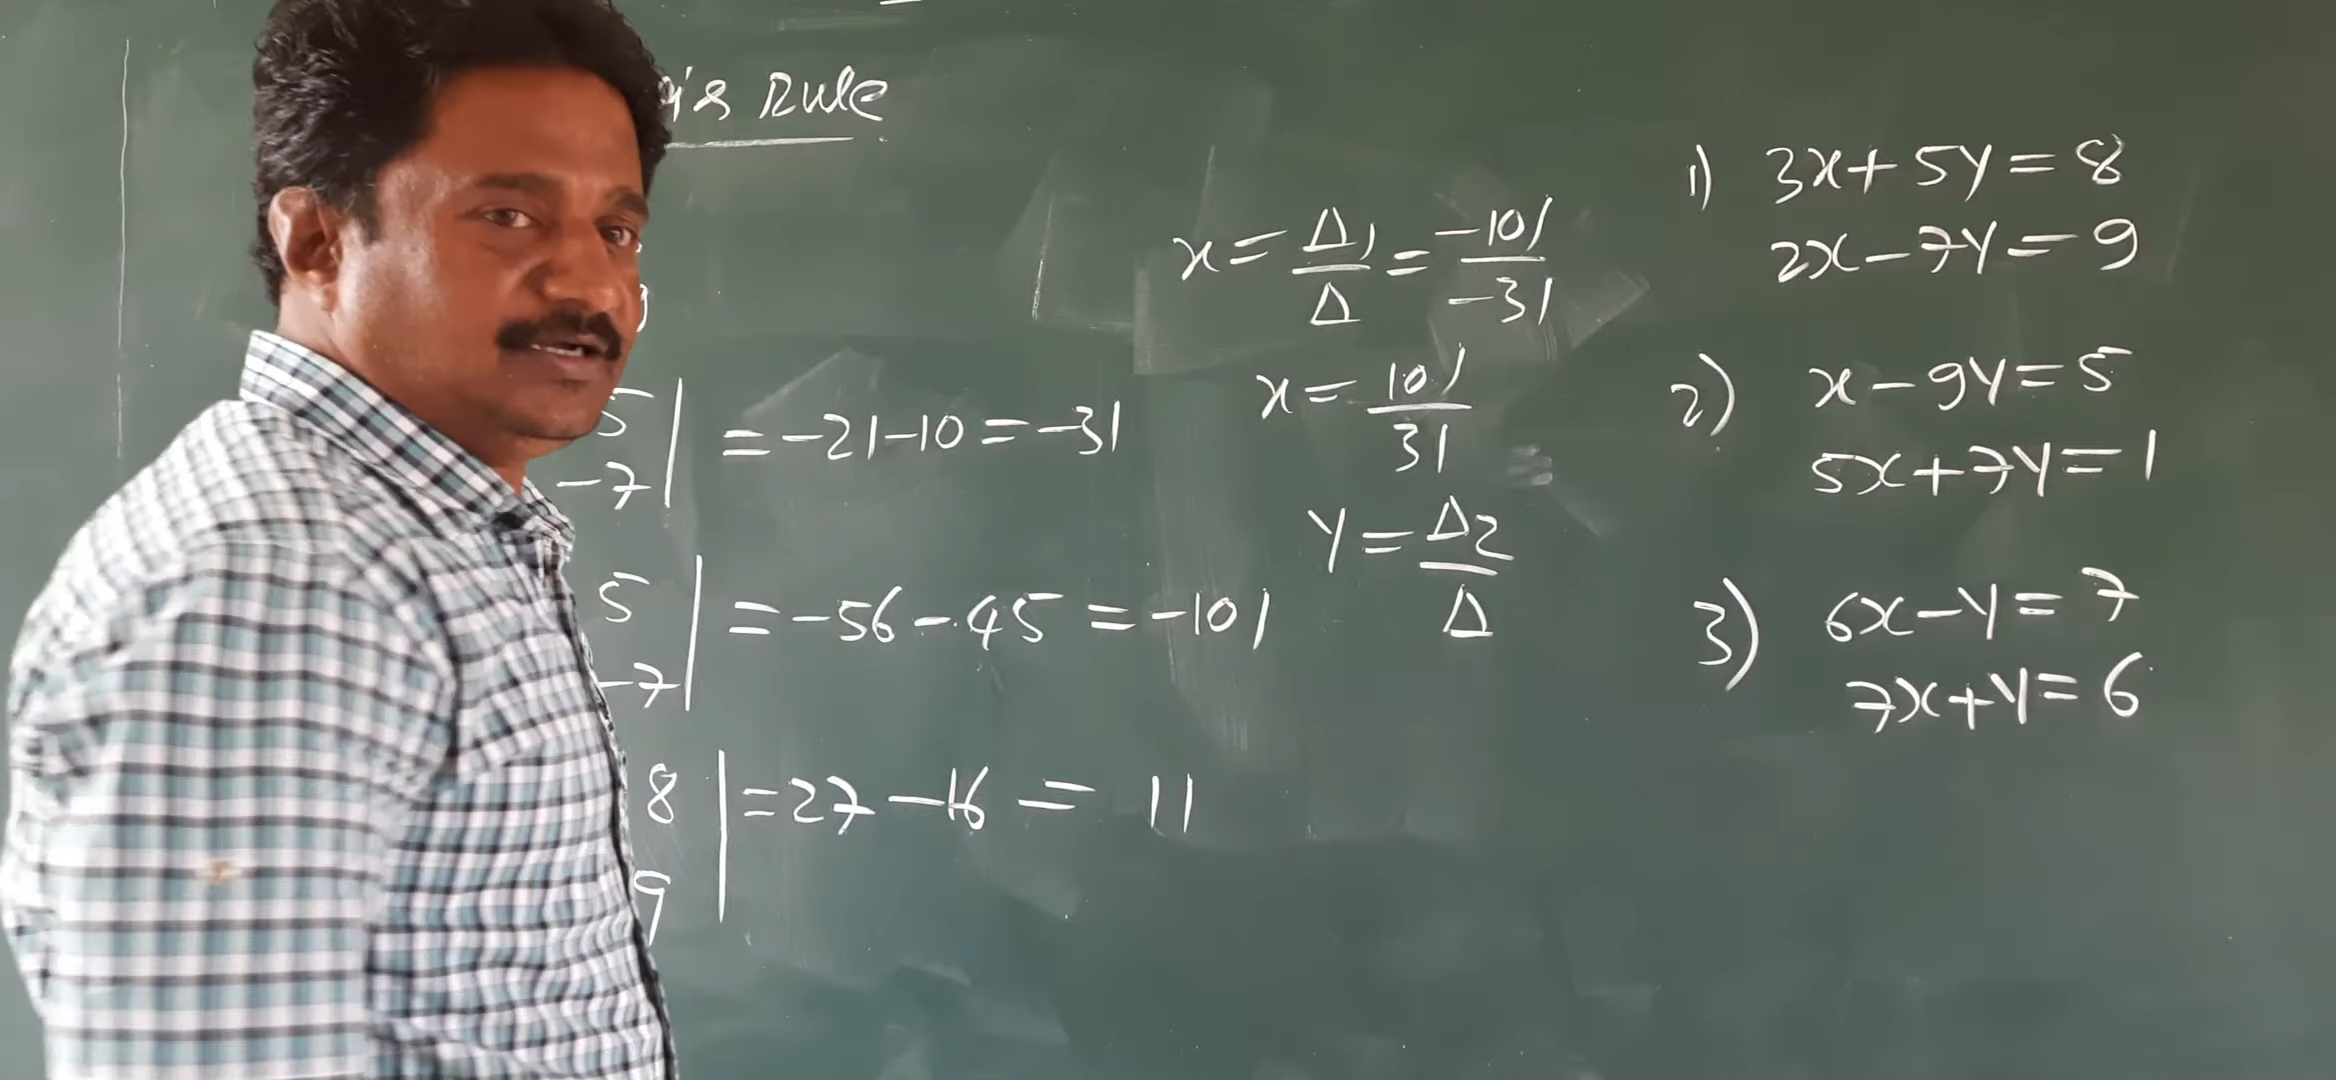 's Rule
5
-7 | = -21-10 = -31
5
-7 | = -56-45 = -101
8 | = 27-16 = 11
9
x = Δ1/Δ = -101/-31
x = 101/31
y = Δ2/Δ
1) 3x+5y=8
2x-7y=9
2) x-9y=5
5x+7y=1
3) 6x-y=7
7x+y=6